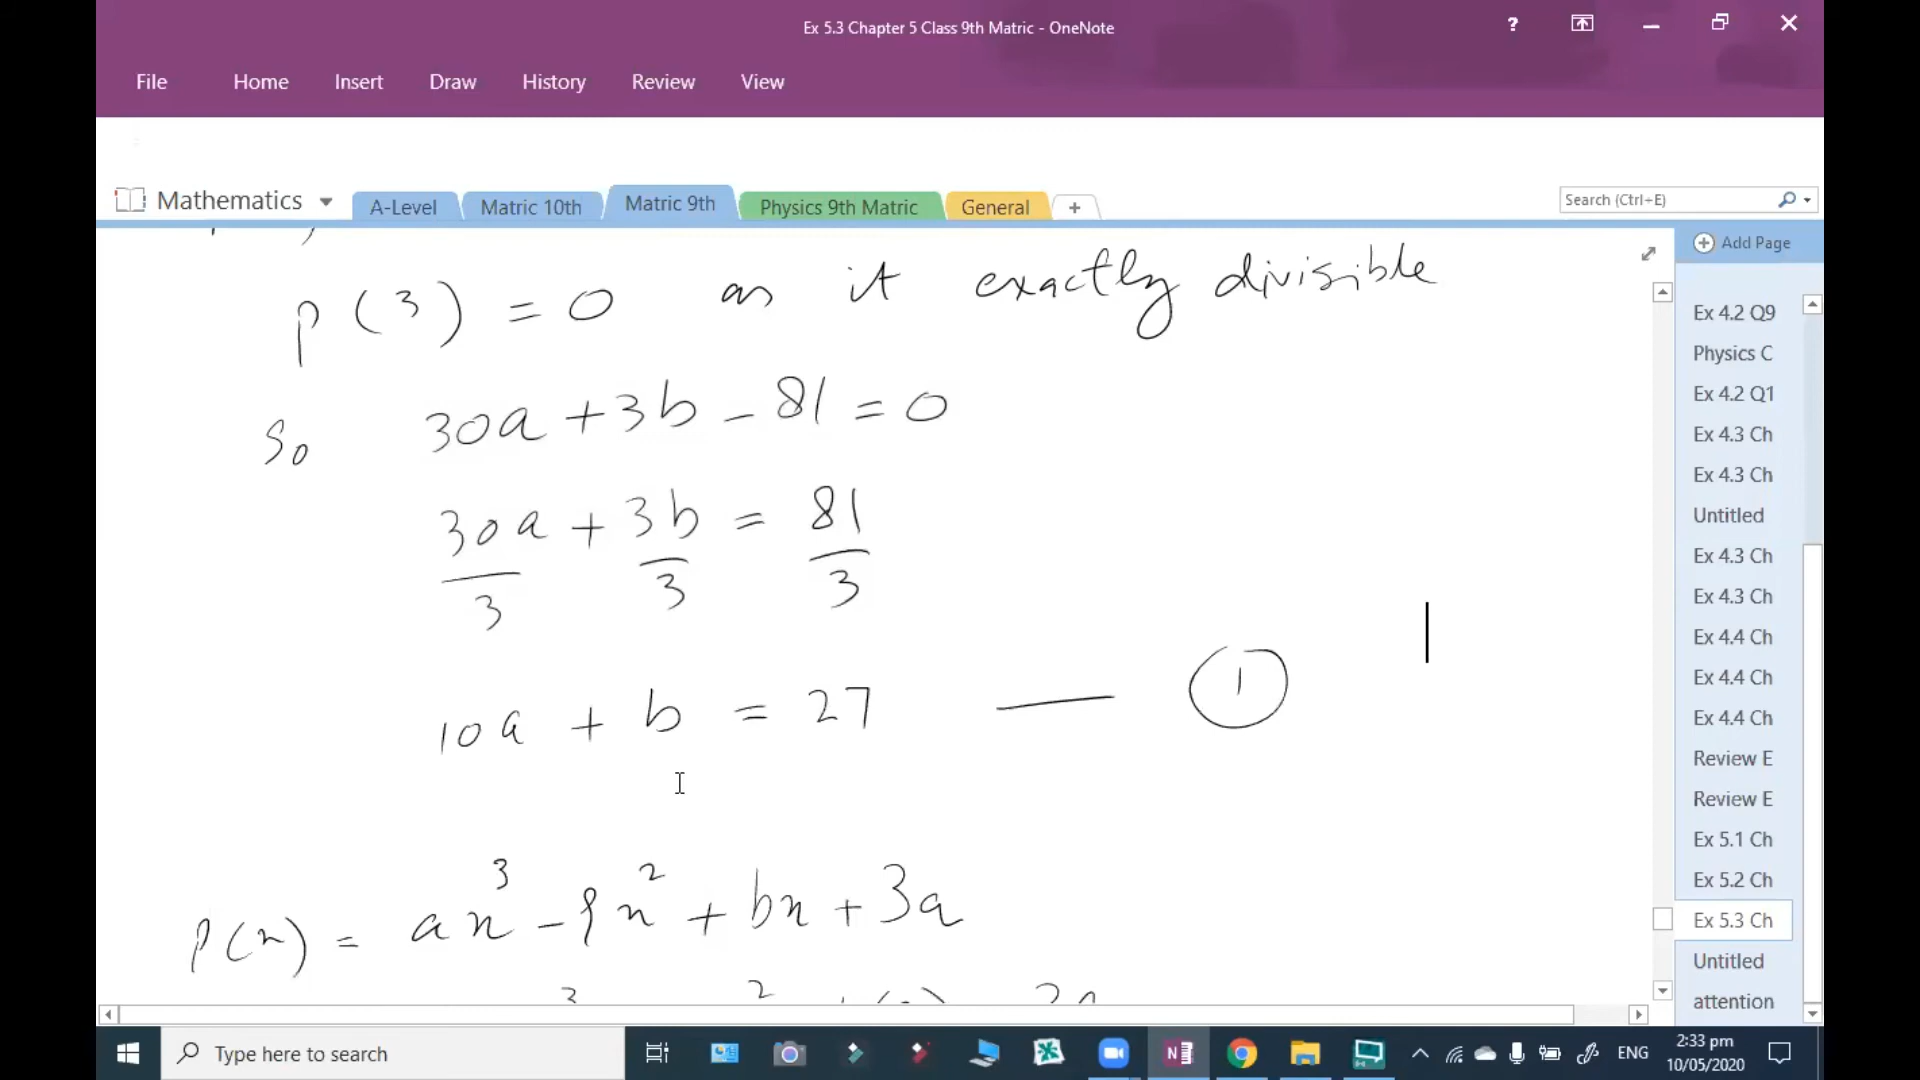 Ex 5.3 Chapter 5 Class 9th Matric - OneNote
?
File Home Insert Draw History Review View
Mathematics A-Level Matric 10th Matric 9th Physics 9th Matric General +
Search (Ctrl+E)
Add Page
p(3) = 0 as it exactly divisible
So 30a + 3b - 81 = 0
30a/3 + 3b/3 = 81/3
10a + b = 27 — 1
P(x) = ax³ - 9x² + bx + 3a
Ex 4.2 Q9
Physics C
Ex 4.2 Q1
Ex 4.3 Ch
Ex 4.3 Ch
Untitled
Ex 4.3 Ch
Ex 4.3 Ch
Ex 4.4 Ch
Ex 4.4 Ch
Ex 4.4 Ch
Review E
Review E
Ex 5.1 Ch
Ex 5.2 Ch
Ex 5.3 Ch
Untitled
attention
Type here to search
ENG
2:33 pm
10/05/2020